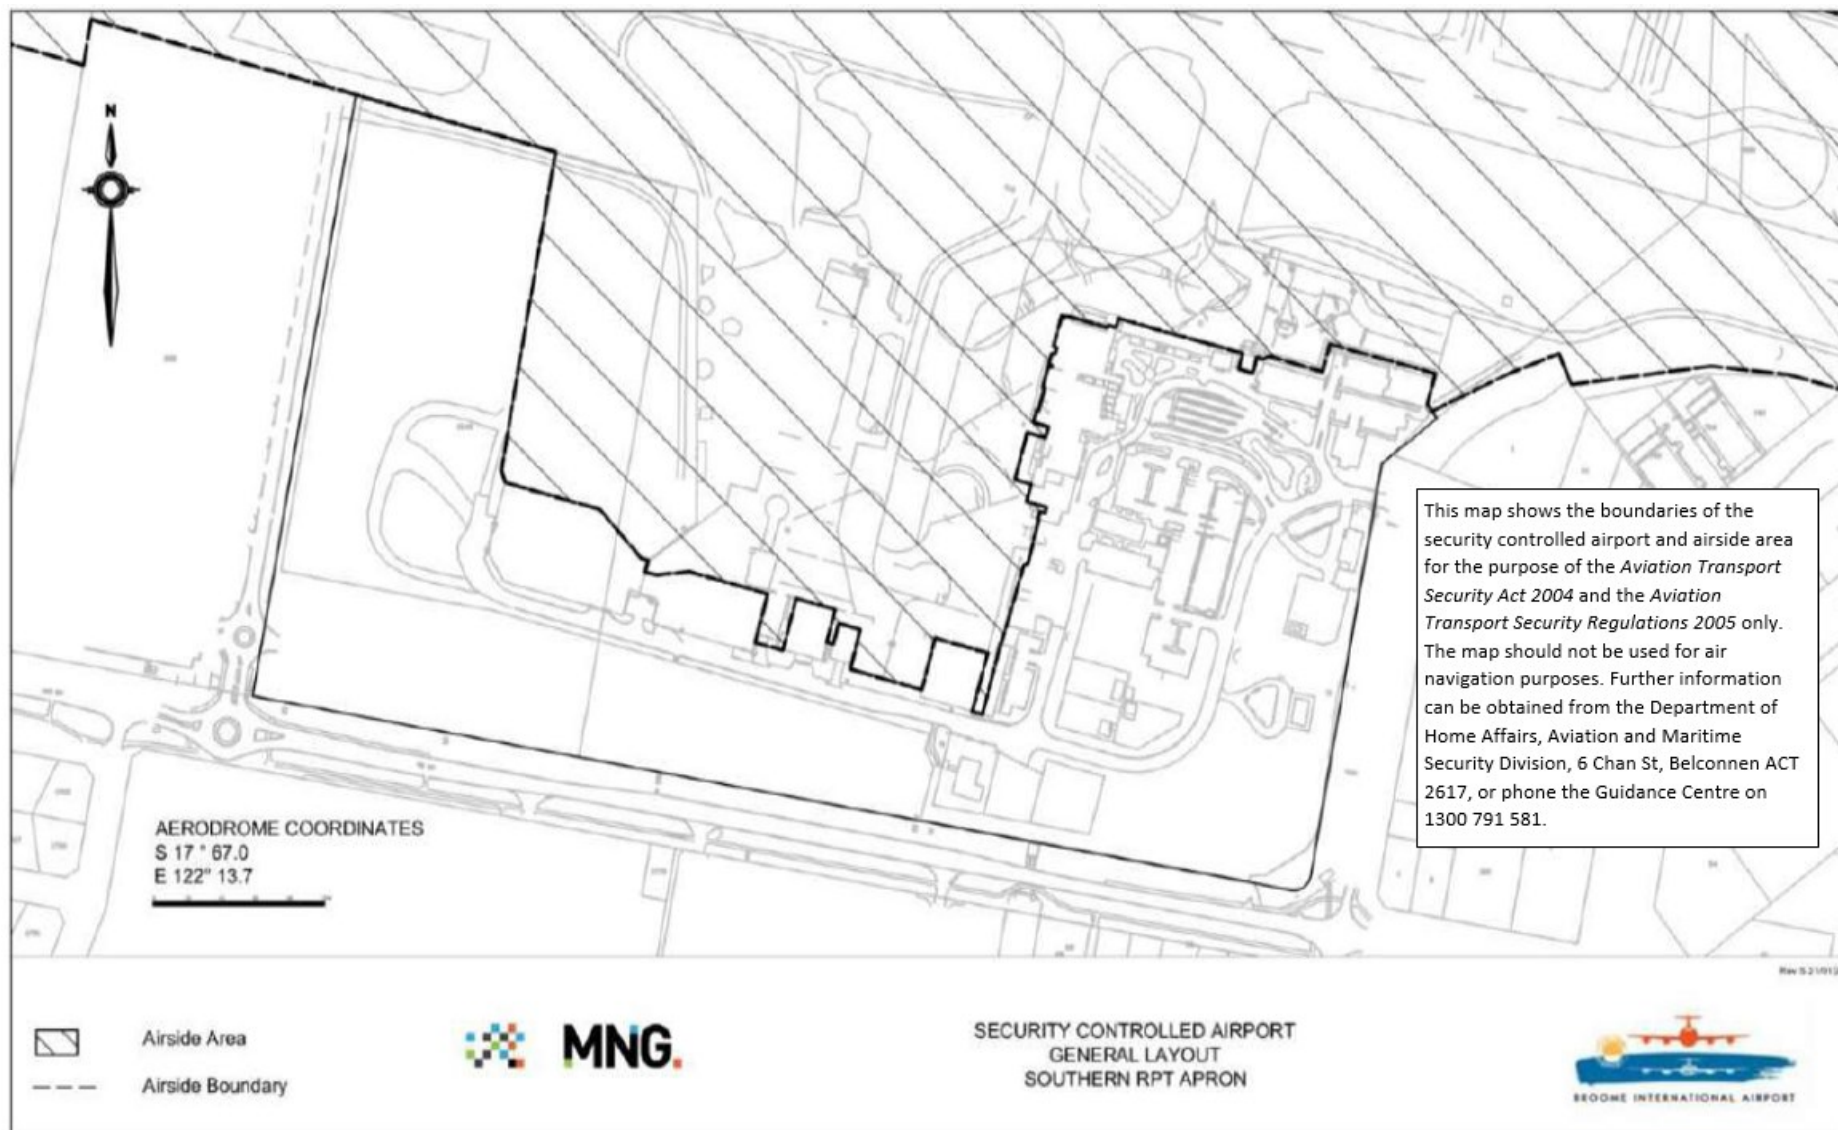 N
This map shows the boundaries of the
security controlled airport and airside area
for the purpose of the Aviation Transport
Security Act 2004 and the Aviation
Transport Security Regulations 2005 only.
The map should not be used for air
navigation purposes. Further information
can be obtained from the Department of
Home Affairs, Aviation and Maritime
Security Division, 6 Chan St, Belconnen ACT
2617, or phone the Guidance Centre on
1300 791 581.
AERODROME COORDINATES
S 17 ° 67.0
E 122° 13.7
Airside Area
Airside Boundary
MNG.
SECURITY CONTROLLED AIRPORT
GENERAL LAYOUT
SOUTHERN RPT APRON
BROOME INTERNATIONAL AIRPORT